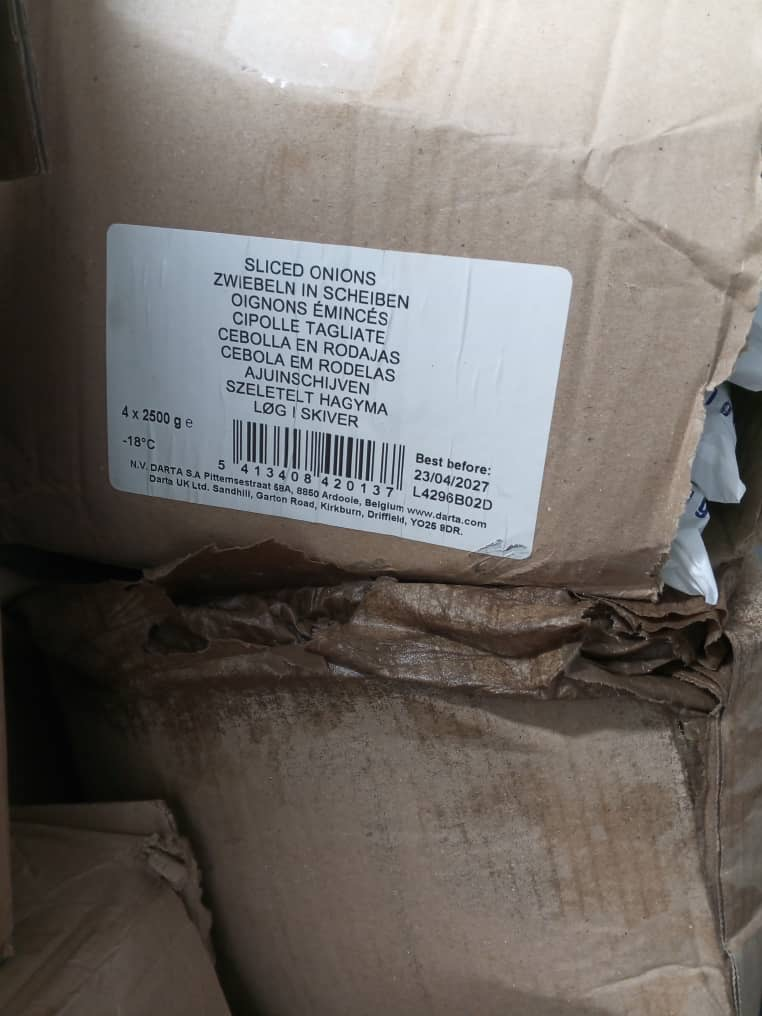 SLICED ONIONS
ZWIEBELN IN SCHEIBEN
OIGNONS ÉMINCÉS
CIPOLLE TAGLIATE
CEBOLLA EN RODAJAS
CEBOLA EM RODELAS
AJUINSCHIJVEN
SZELETELT HAGYMA
LØG I SKIVER
4 x 2500 g e
-18°C
5 413408 420137
Best before:
23/04/2027
L4296B02D
N.V. DARTA S.A Pittemsestraat 58A, 8850 Ardooie, Belgium www.darta.com
Darta UK Ltd. Sandhill, Garton Road, Kirkburn, Driffield, YO25 9DR.